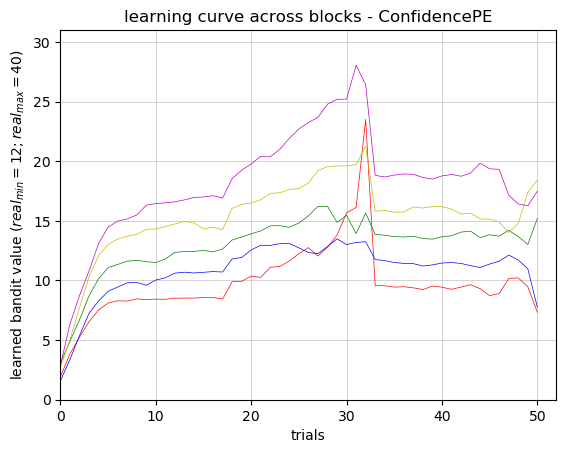 learning curve across blocks - ConfidencePE
learned bandit value (real_min = 12; real_max = 40)
30
25
20
15
10
5
0
0 10 20 30 40 50
trials